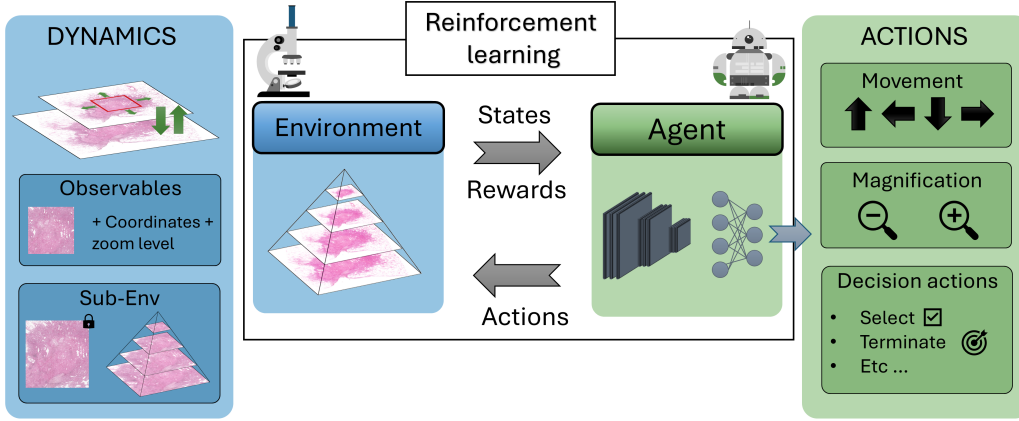 DYNAMICS
Observables
+ Coordinates +
zoom level
Sub-Env
Reinforcement
learning
Environment
States
Rewards
Actions
Agent
ACTIONS
Movement
Magnification
Decision actions
• Select
• Terminate
• Etc ...